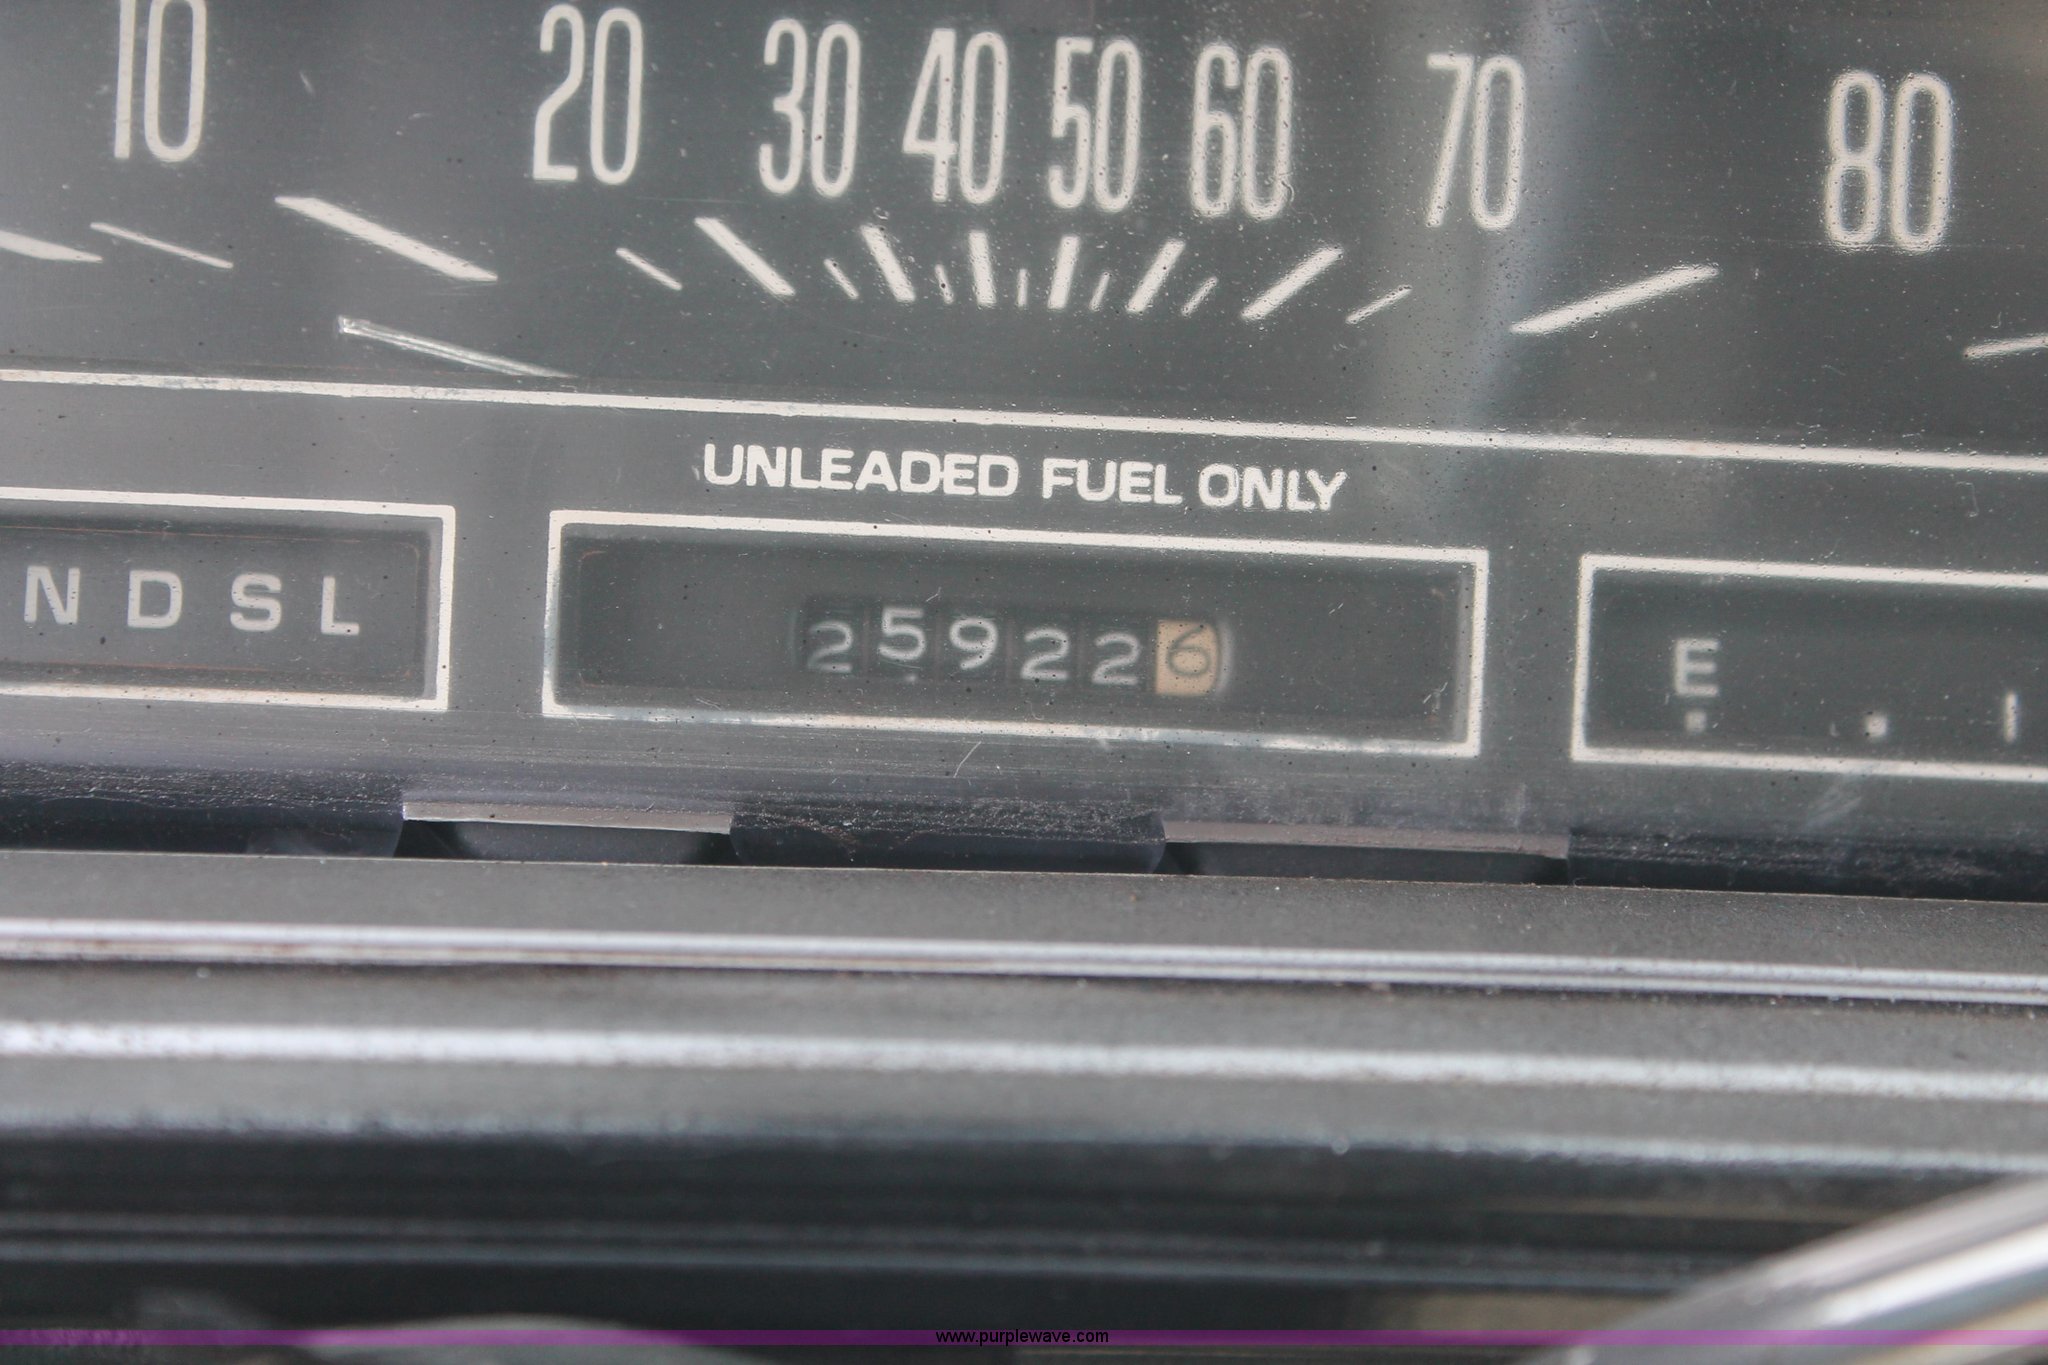 10 20 30 40 50 60 70 80
UNLEADED FUEL ONLY
N D S L
259226
E
www.purplewave.com